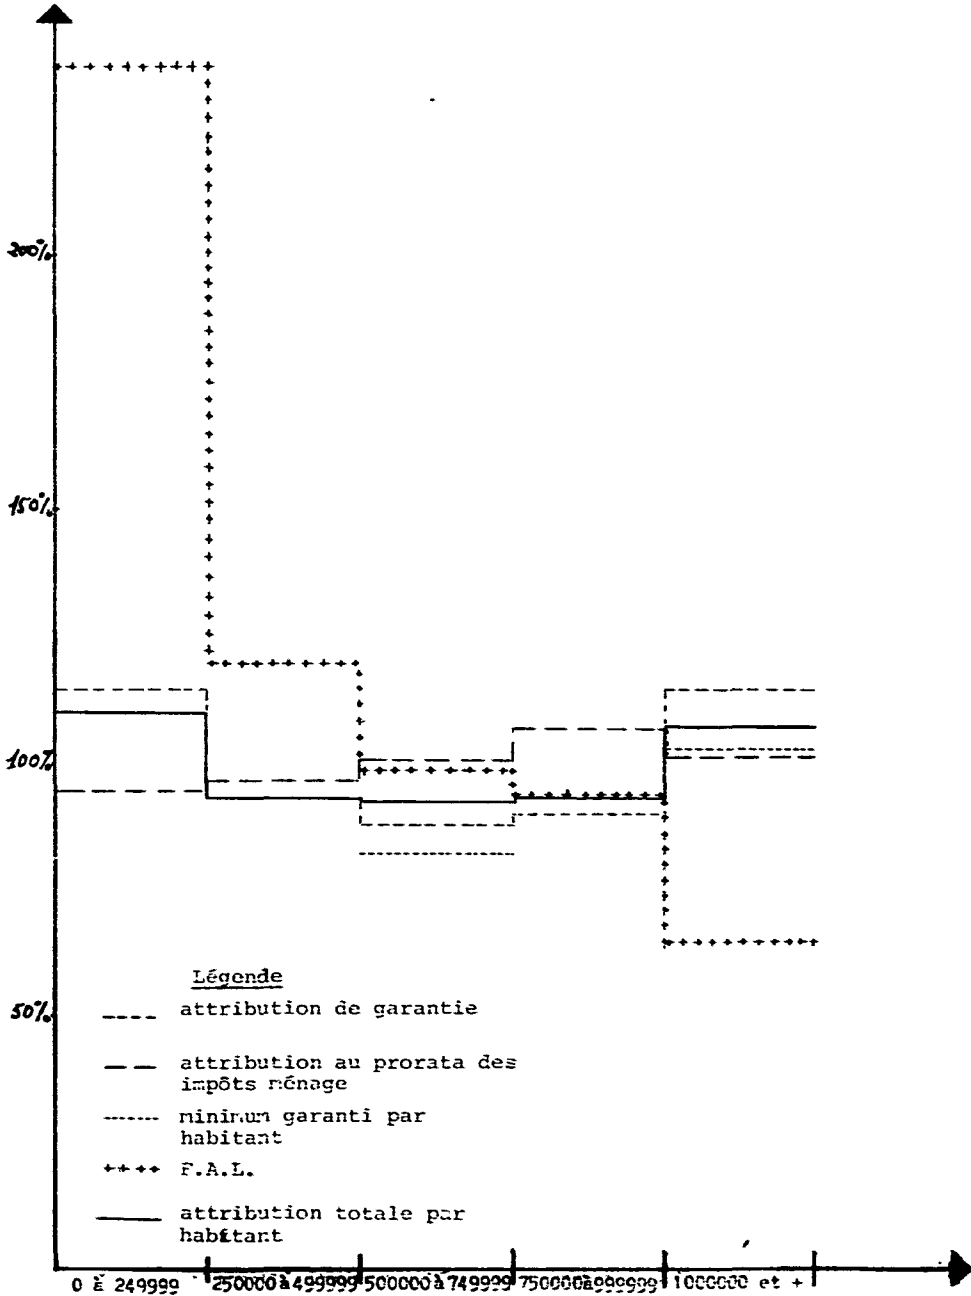 200%
150%
100%
50%
Légende
attribution de garantie
attribution au prorata des
impôts ménage
minimum garanti par
habitant
F.A.L.
attribution totale par
habitant
0 à 249999 250000 à 499999 500000 à 749999 750000 à 999999 1000000 et +